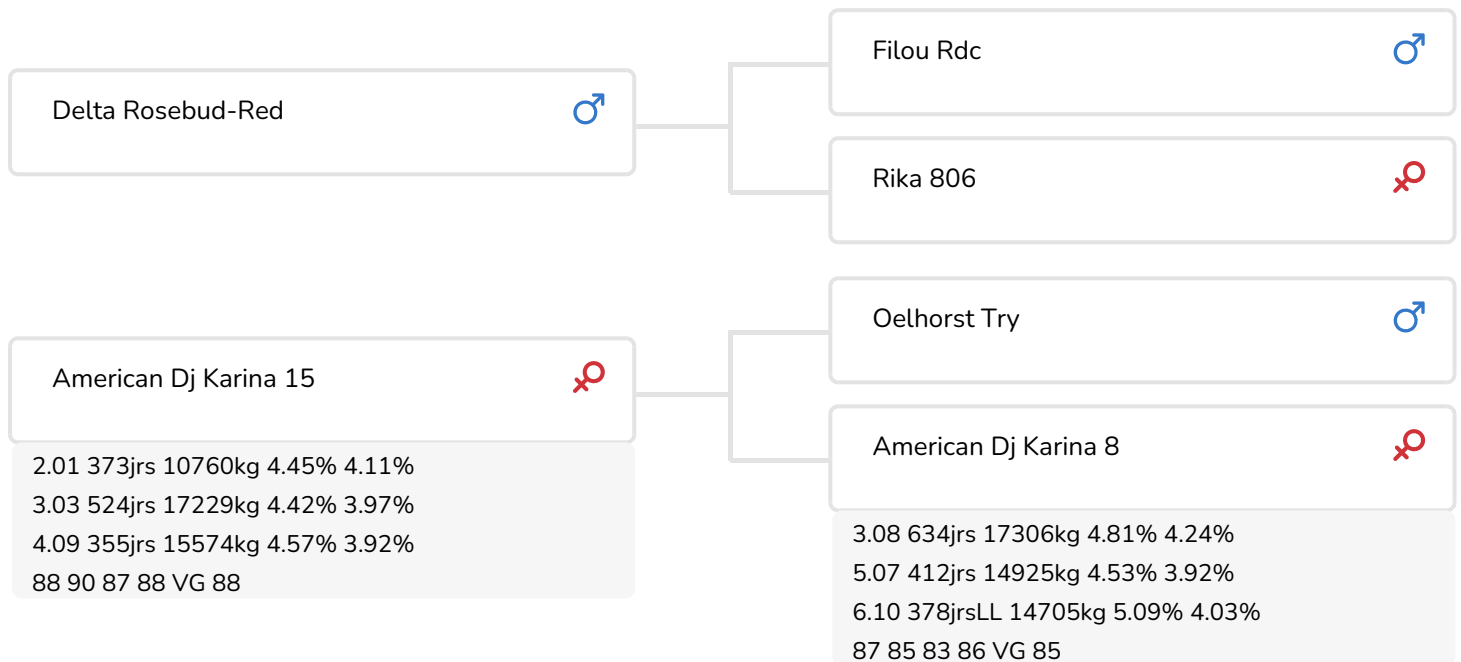 Filou Rdc
Delta Rosebud-Red
Rika 806
Oelhorst Try
American Dj Karina 15
2.01 373jrs 10760kg 4.45% 4.11%
3.03 524jrs 17229kg 4.42% 3.97%
4.09 355jrs 15574kg 4.57% 3.92%
88 90 87 88 VG 88
American Dj Karina 8
3.08 634jrs 17306kg 4.81% 4.24%
5.07 412jrs 14925kg 4.53% 3.92%
6.10 378jrsLL 14705kg 5.09% 4.03%
87 85 83 86 VG 85